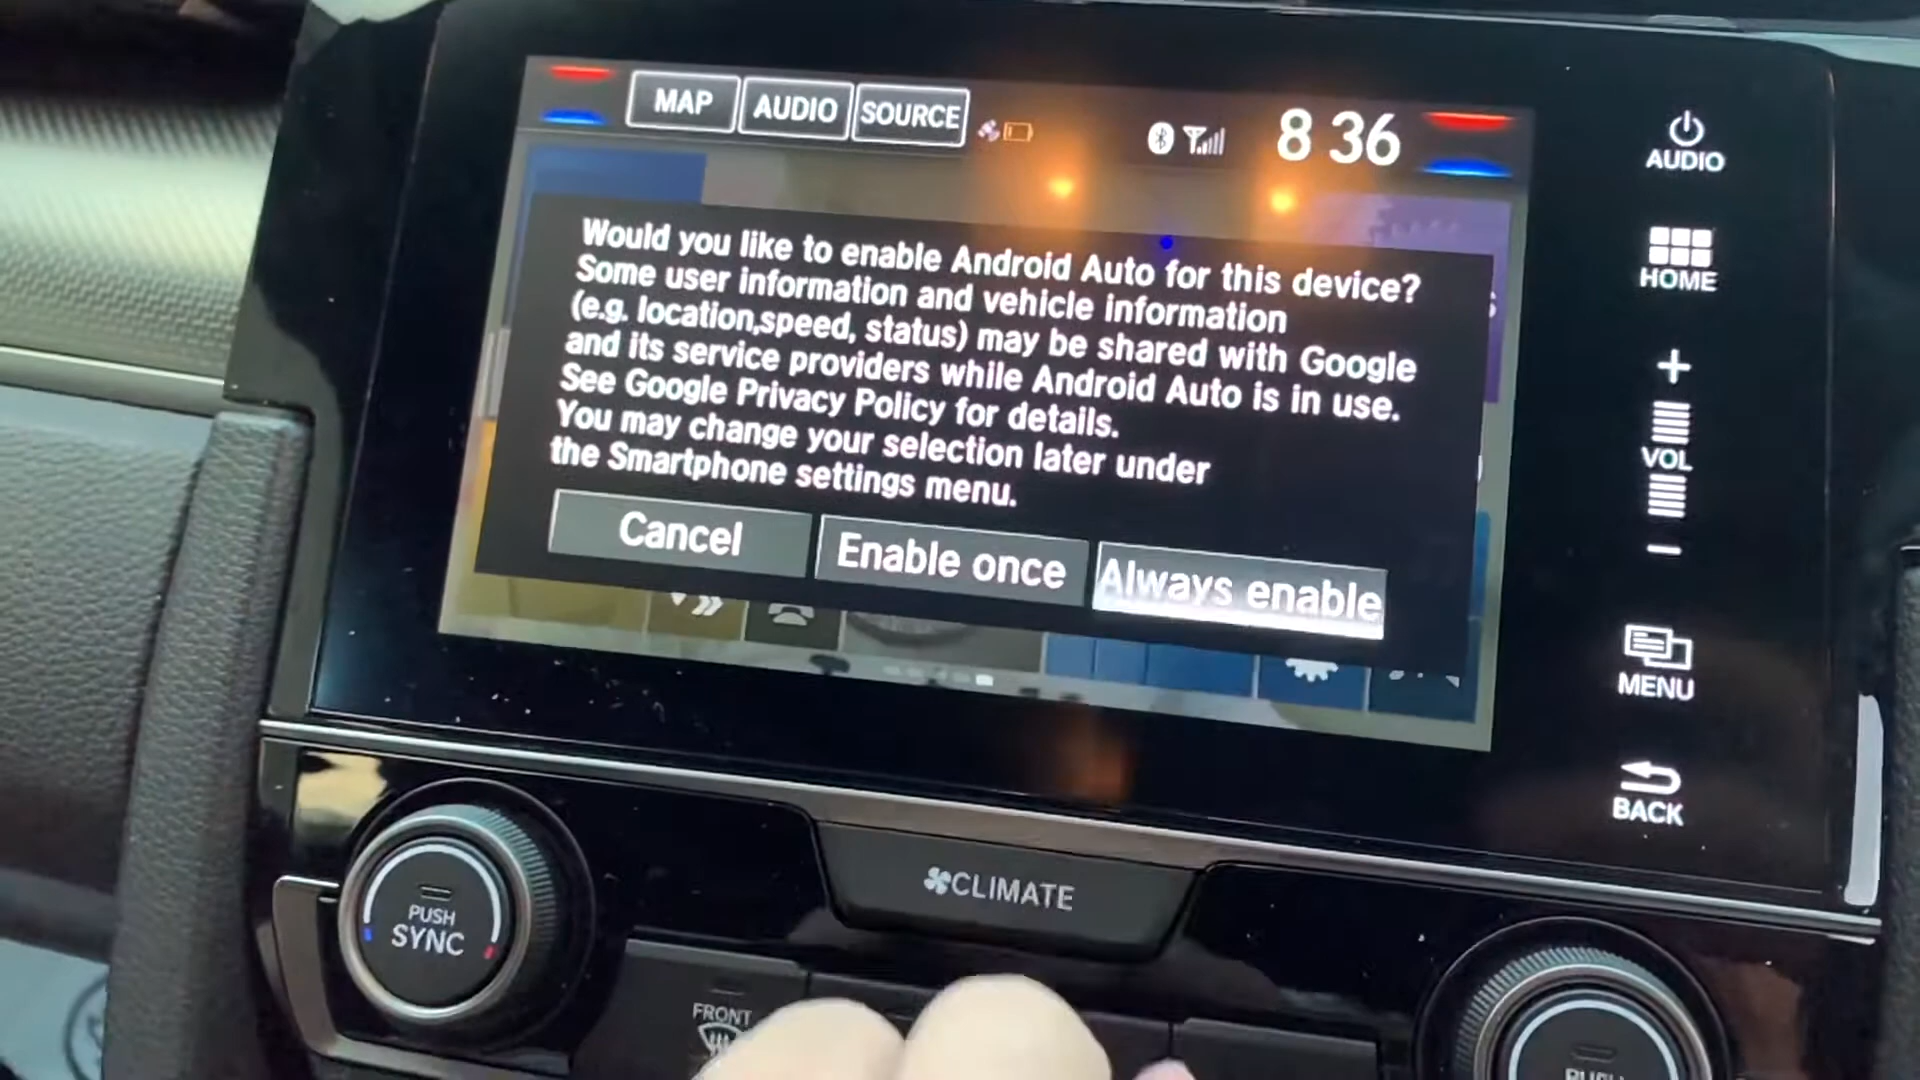 MAP AUDIO SOURCE 8 36
Would you like to enable Android Auto for this device?
Some user information and vehicle information
(e.g. location,speed, status) may be shared with Google
and its service providers while Android Auto is in use.
See Google Privacy Policy for details.
You may change your selection later under
the Smartphone settings menu.
Cancel Enable once Always enable
AUDIO
HOME
+
VOL
−
MENU
BACK
CLIMATE
PUSH
SYNC
FRONT
PUSH